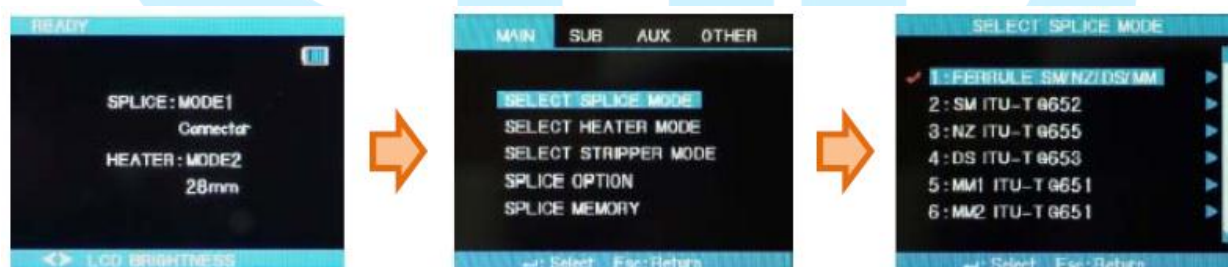 READY
SPLICE:MODE1
Connector
HEATER:MODE2
28mm
<> LCD BRIGHTNESS
MAIN SUB AUX OTHER
SELECT SPLICE MODE
SELECT HEATER MODE
SELECT STRIPPER MODE
SPLICE OPTION
SPLICE MEMORY
↵: Select Esc:Return
SELECT SPLICE MODE
1:FERRULE SM/NZ/DS/MM
2:SM ITU-T G652
3:NZ ITU-T G655
4:DS ITU-T G653
5:MM1 ITU-T G651
6:MM2 ITU-T G651
↵: Select Esc:Return